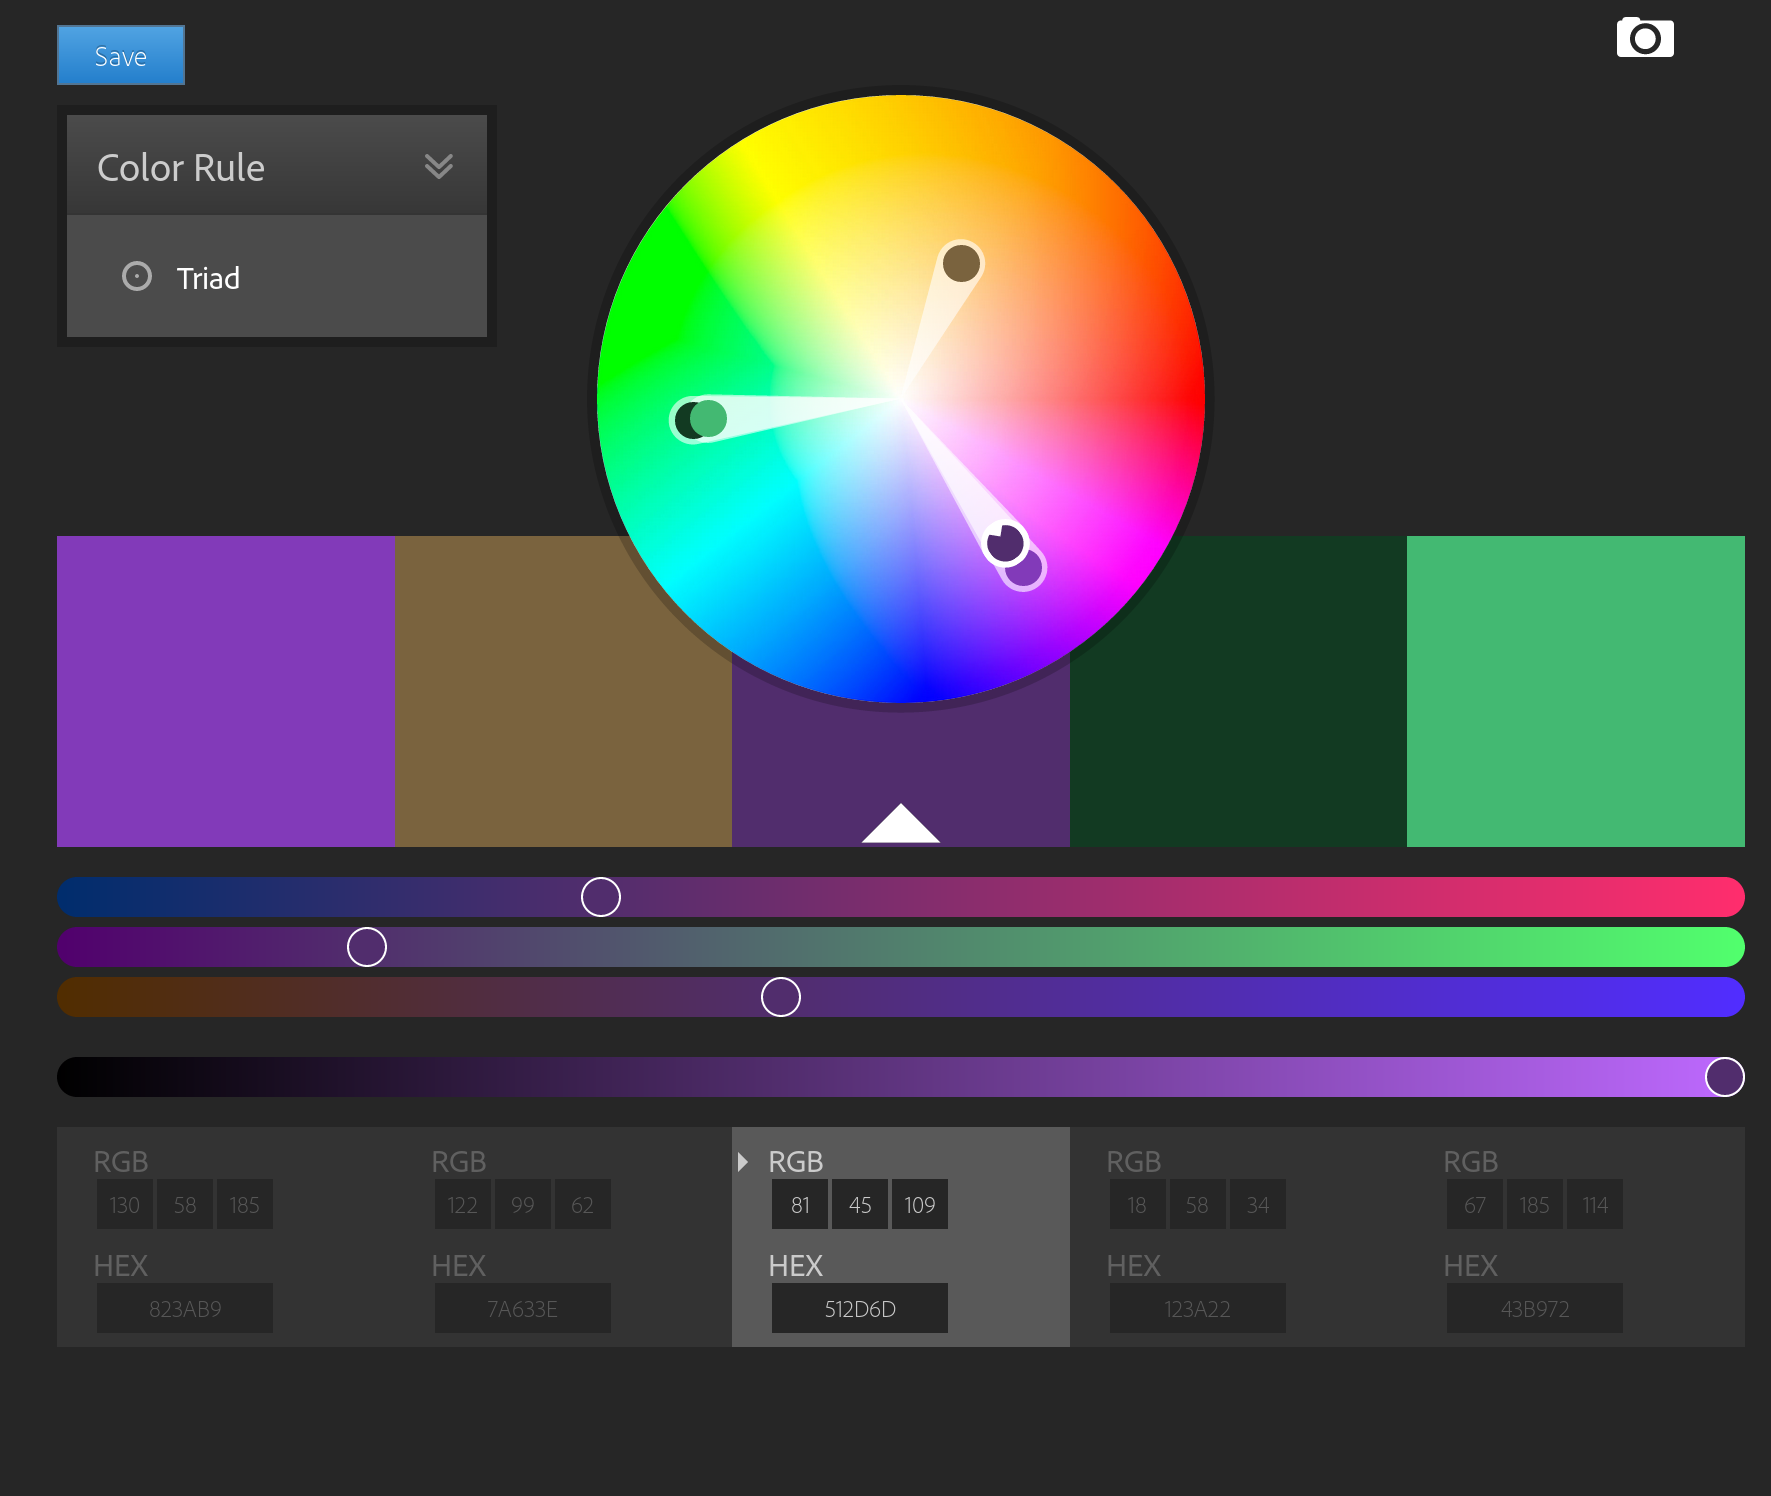 Save
Color Rule
Triad
RGB RGB RGB RGB RGB
130 58 185 122 99 62 81 45 109 18 58 34 67 185 114
HEX HEX HEX HEX HEX
823AB9 7A633E 512D6D 123A22 43B972